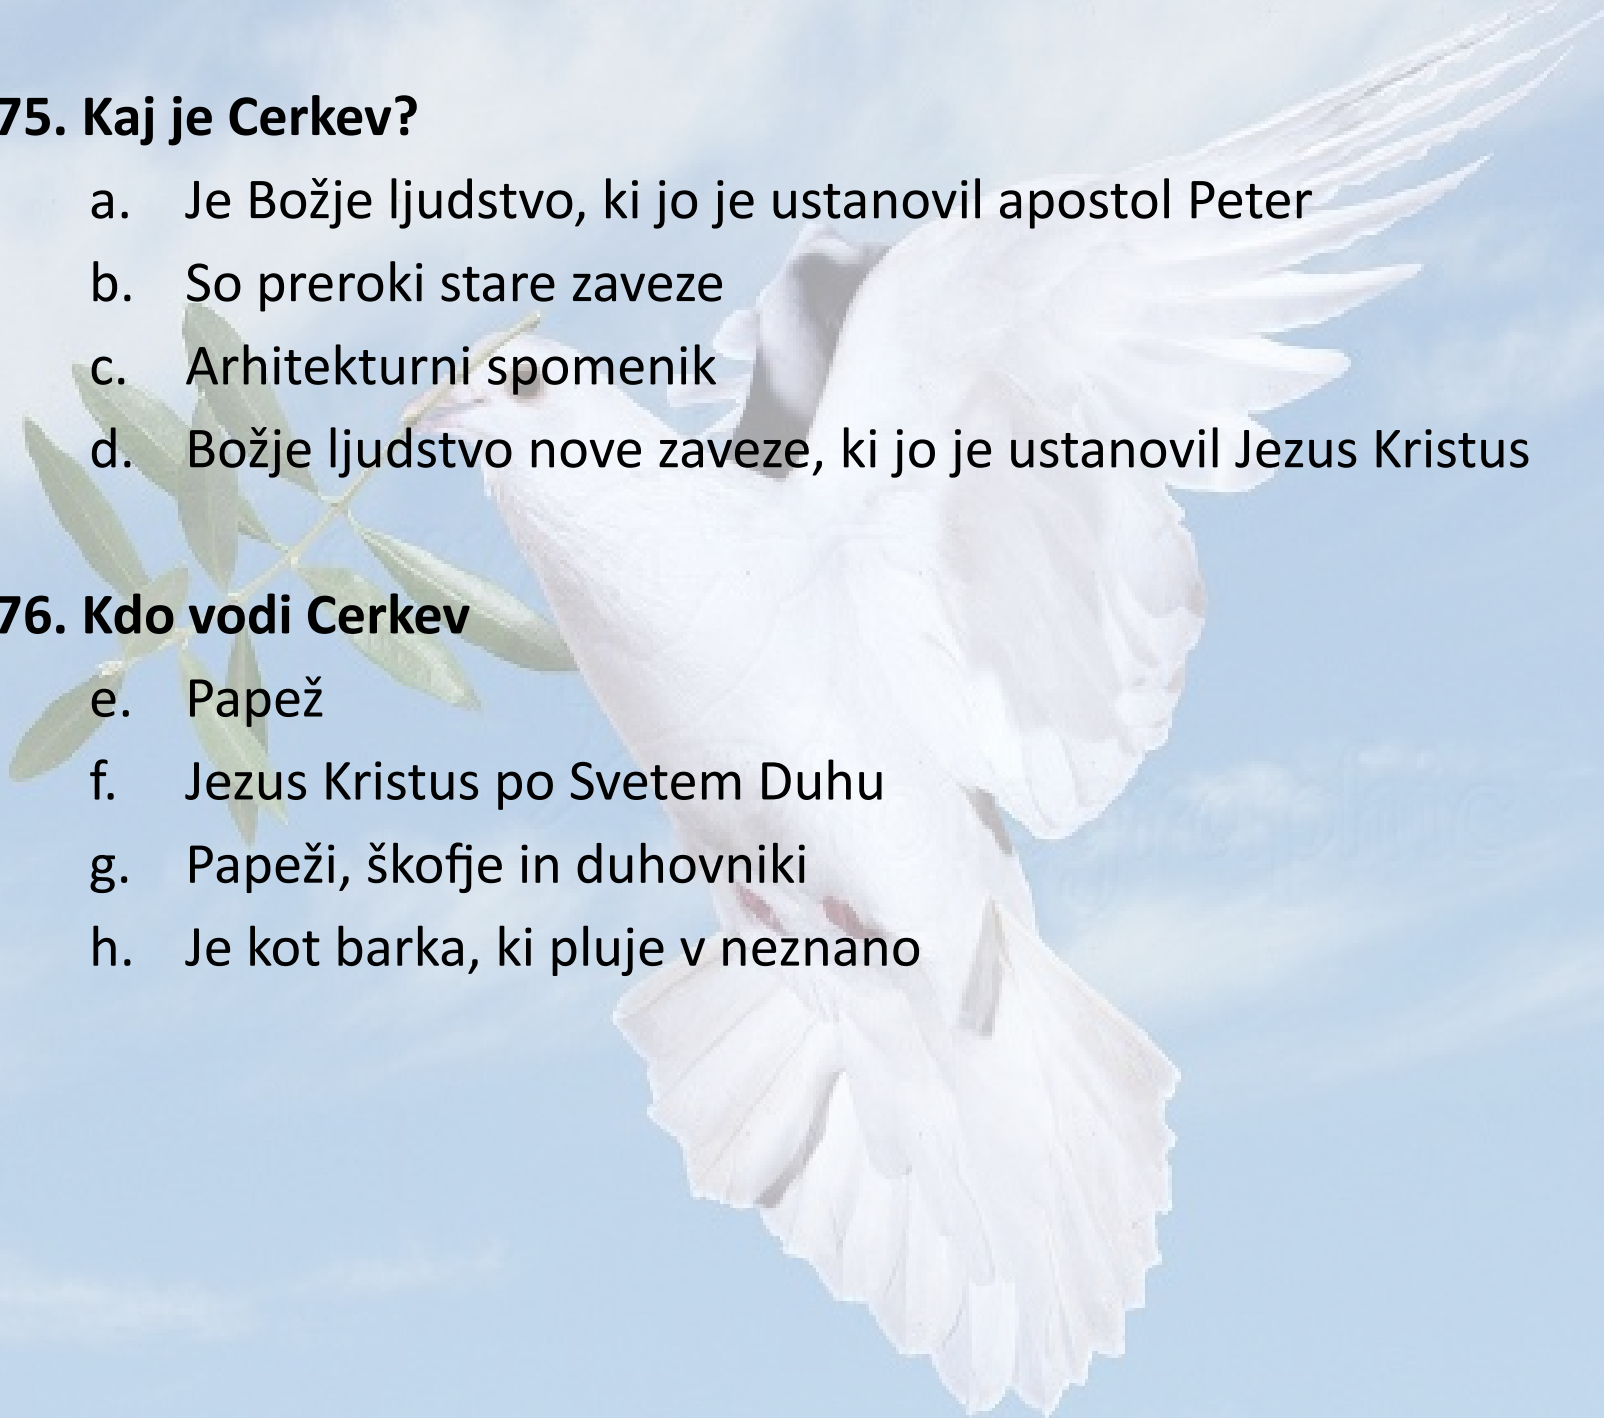 75. Kaj je Cerkev?
a. Je Božje ljudstvo, ki jo je ustanovil apostol Peter
b. So preroki stare zaveze
c. Arhitekturni spomenik
d. Božje ljudstvo nove zaveze, ki jo je ustanovil Jezus Kristus
76. Kdo vodi Cerkev
e. Papež
f. Jezus Kristus po Svetem Duhu
g. Papeži, škofje in duhovniki
h. Je kot barka, ki pluje v neznano